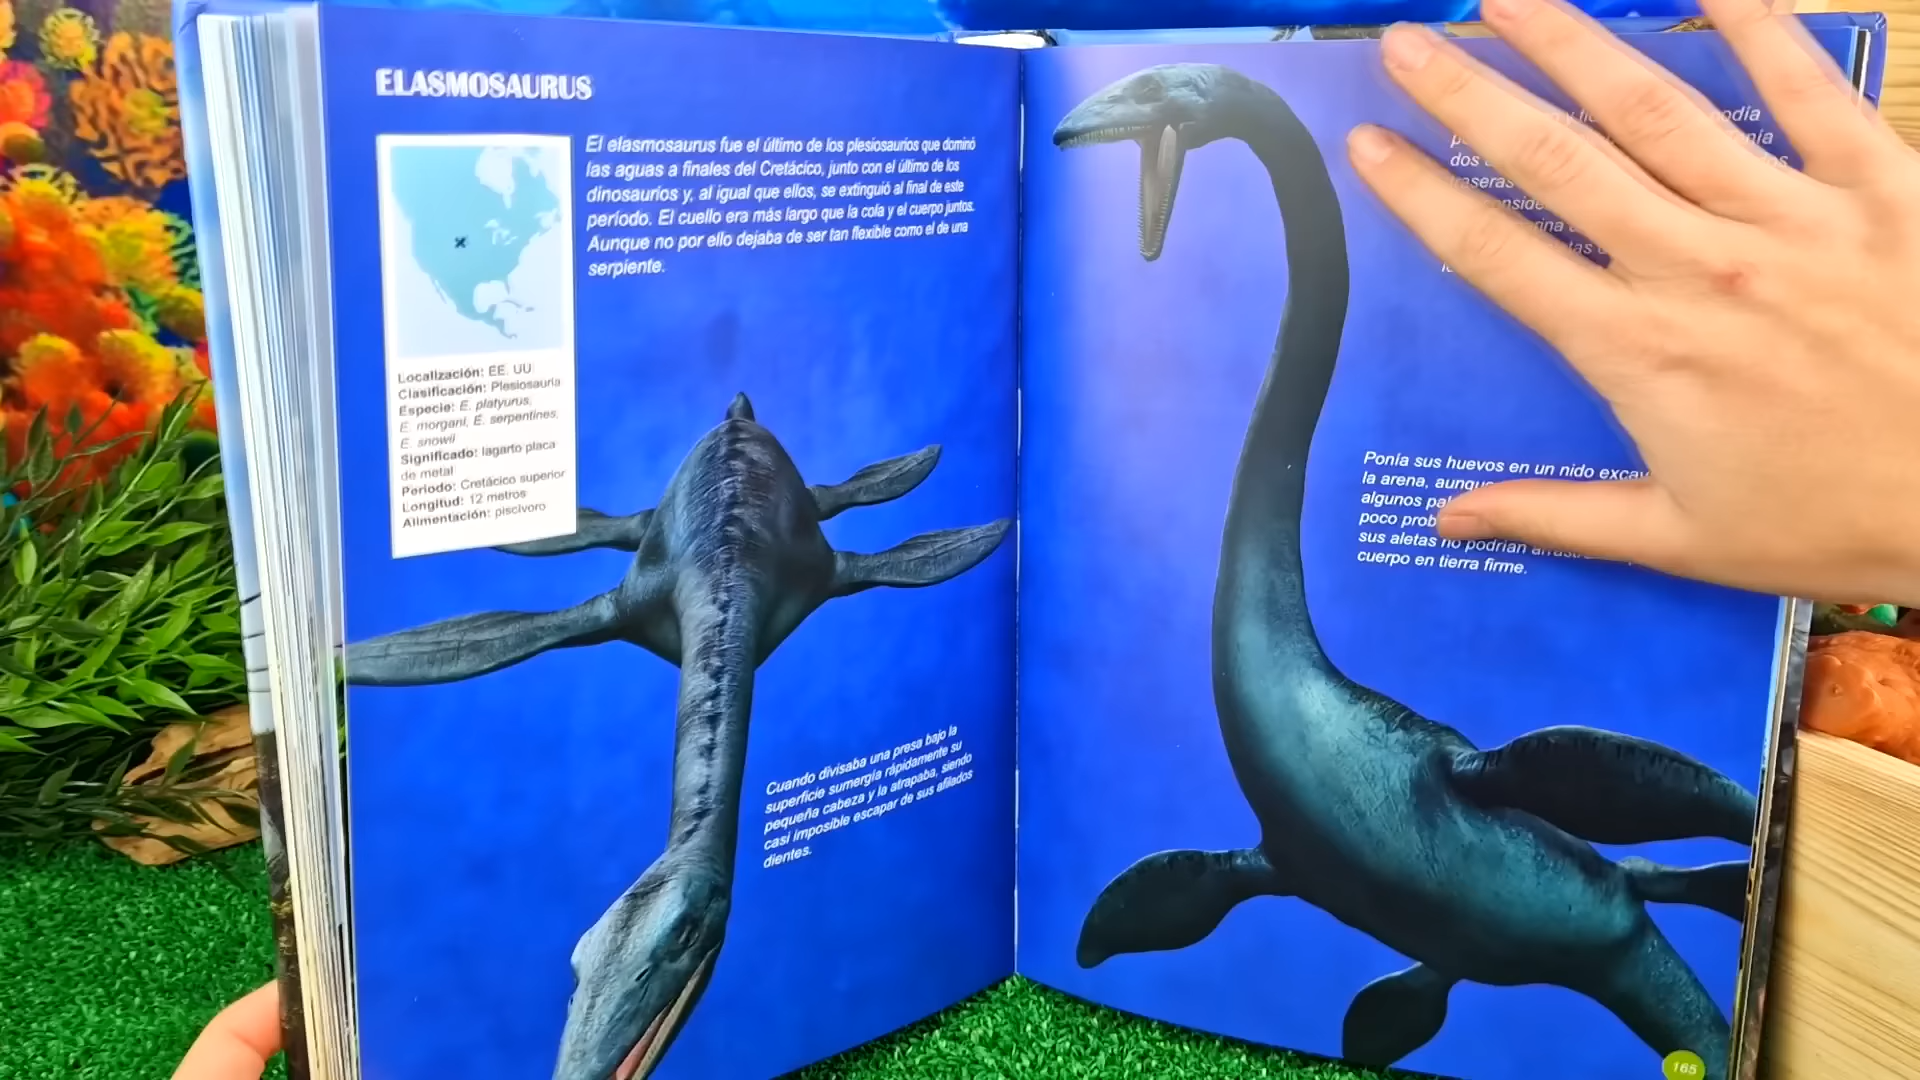 ELASMOSAURUS
El elasmosaurus fue el último de los plesiosaurios que dominó
las aguas a finales del Cretácico, junto con el último de los
dinosaurios y, al igual que ellos, se extinguió al final de este
período. El cuello era más largo que la cola y el cuerpo juntos.
Aunque no por ello dejaba de ser tan flexible como el de una
serpiente.
Localización: EE. UU.
Clasificación: Plesiosauria
Especie: E. platyurus,
E. morgani, E. serpentines,
E. snowii
Significado: lagarto placa
de metal
Periodo: Cretácico superior
Longitud: 12 metros
Alimentación: piscívoro
Cuando divisaba una presa bajo la
superficie sumergía rápidamente su
pequeña cabeza y la atrapaba, siendo
casi imposible escapar de sus afilados
dientes.
y
dos
traseras
Ponía sus huevos en un nido
la arena,
algunos
poco
sus aletas no podrían
cuerpo en tierra firme.
165